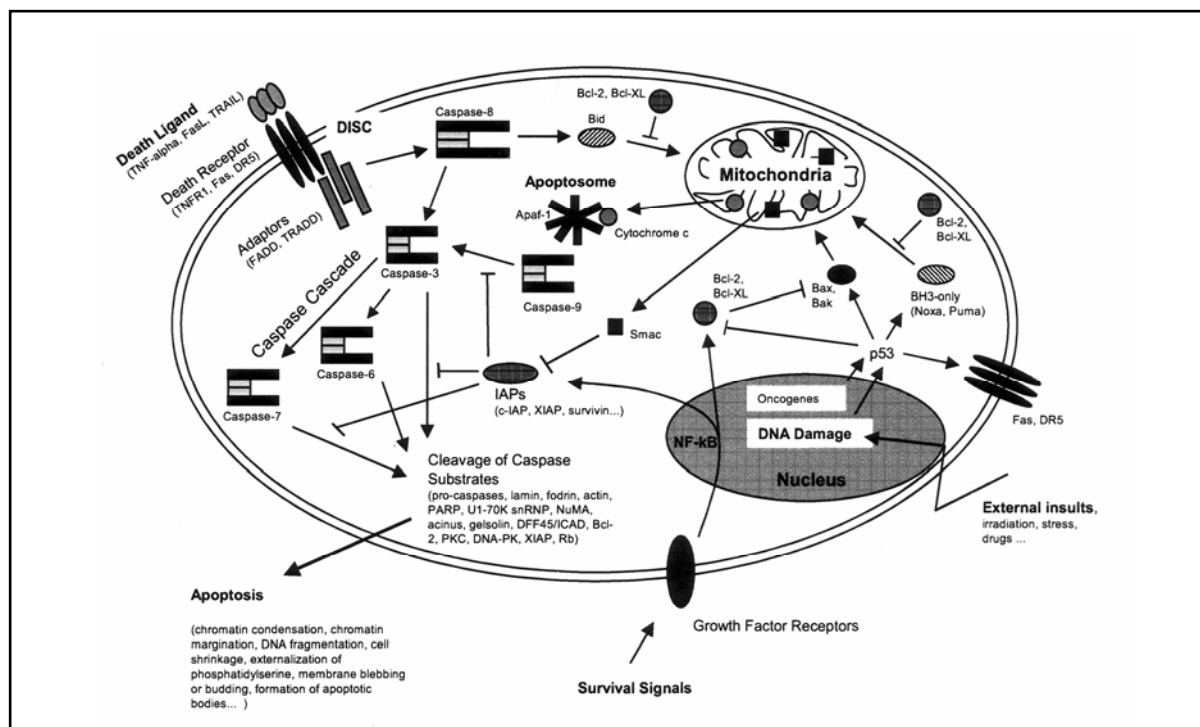 Death Ligand
(TNF-alpha, FasL, TRAIL)
Death Receptor
(TNFR1, Fas, DR5)
Adaptors
(FADD, TRADD)
DISC
Caspase-8
Bcl-2, Bcl-XL
Bid
Mitochondria
Apoptosome
Apaf-1
Cytochrome c
Bcl-2,
Bcl-XL
Caspase-3
Caspase-9
Caspase Cascade
Bcl-2,
Bcl-XL
Bax,
Bak
BH3-only
(Noxa, Puma)
Smac
p53
Caspase-6
Caspase-7
IAPs
(c-IAP, XIAP, survivin...)
Oncogenes
DNA Damage
NF-kB
Nucleus
Fas, DR5
Cleavage of Caspase
Substrates
(pro-caspases, lamin, fodrin, actin,
PARP, U1-70K snRNP, NuMA,
acinus, gelsolin, DFF45/ICAD, Bcl-
2, PKC, DNA-PK, XIAP, Rb)
External insults,
irradiation, stress,
drugs ...
Apoptosis
(chromatin condensation, chromatin
margination, DNA fragmentation, cell
shrinkage, externalization of
phosphatidylserine, membrane blebbing
or budding, formation of apoptotic
bodies... )
Growth Factor Receptors
Survival Signals